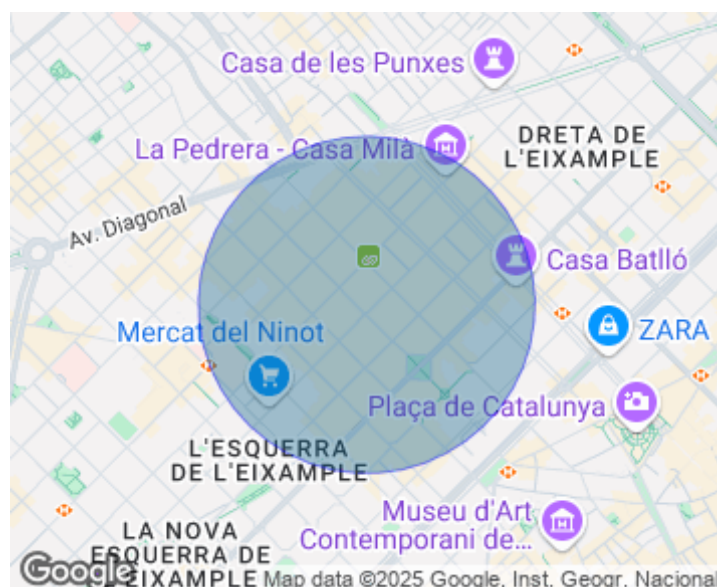 Casa de les Punxes
La Pedrera - Casa Milà
DRETA DE
L'EIXAMPLE
Av. Diagonal
Casa Batlló
Mercat del Ninot
ZARA
Plaça de Catalunya
L'ESQUERRA
DE L'EIXAMPLE
Museu d'Art
Contemporani de...
LA NOVA
ESQUERRA DE
L'EIXAMPLE
Google
Map data ©2025 Google, Inst. Geogr. Nacional